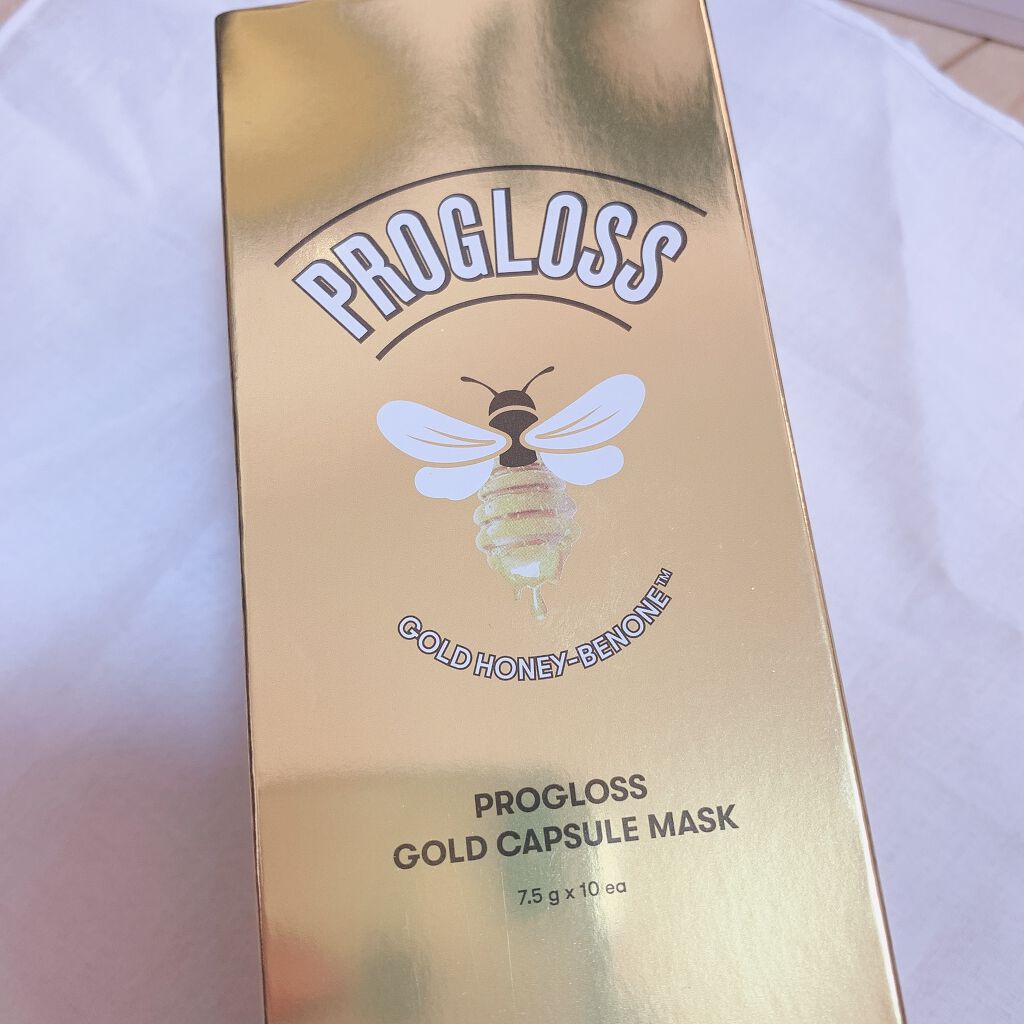 PROGLOSS
GOLD HONEY-BENONE™
PROGLOSS
GOLD CAPSULE MASK
7.5 g x 10 ea